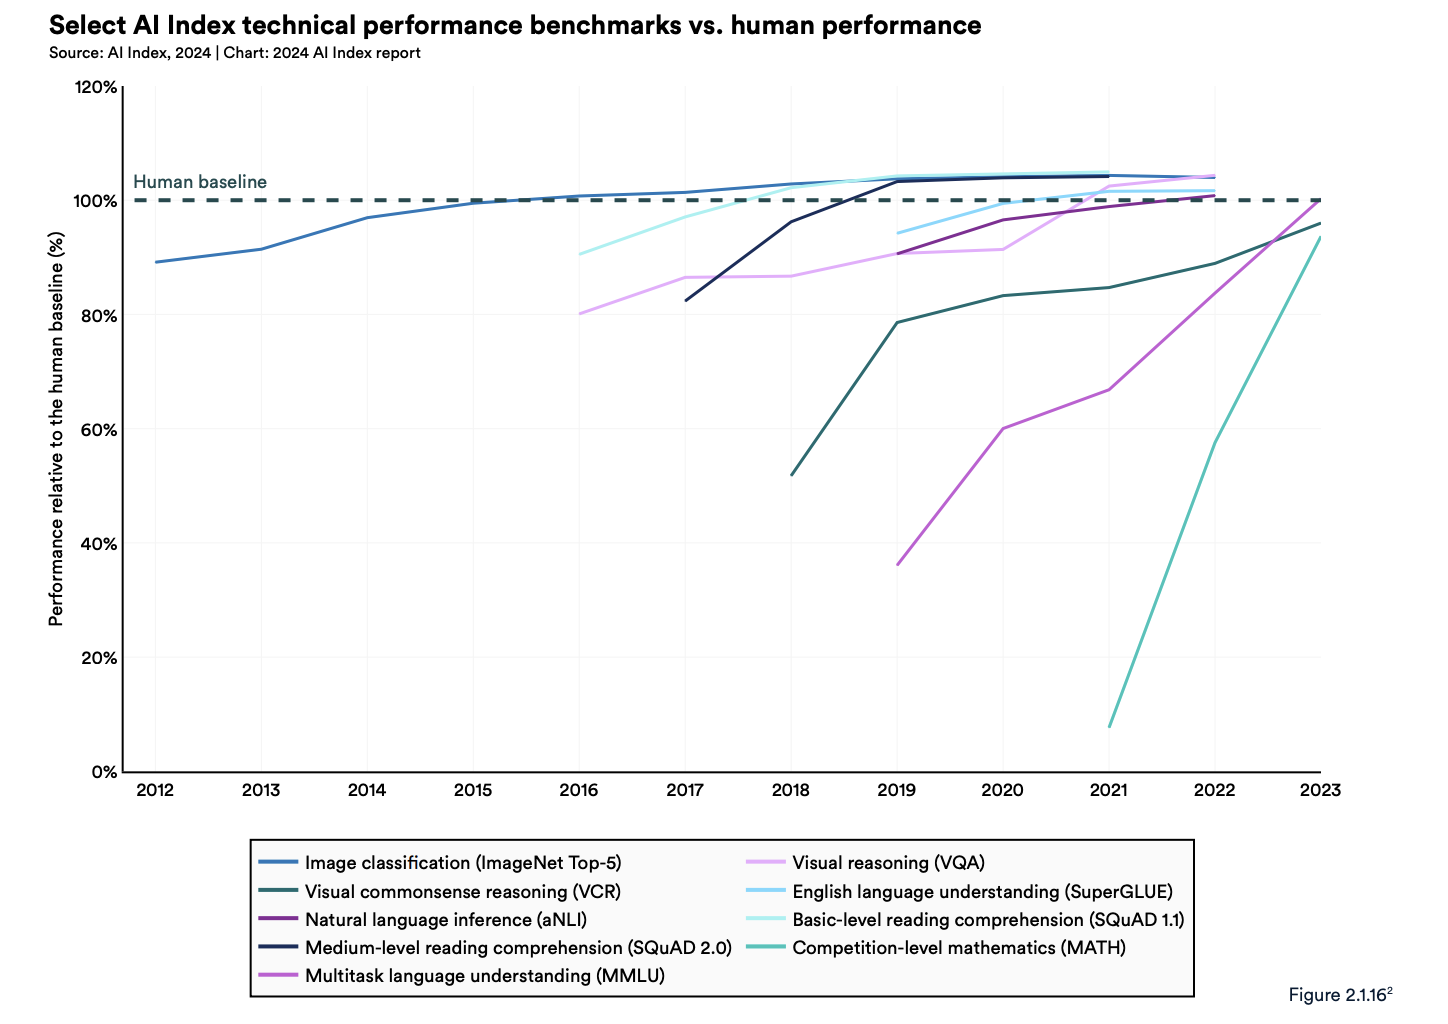 Select AI Index technical performance benchmarks vs. human performance
Source: AI Index, 2024 | Chart: 2024 AI Index report
120%
Human baseline
100%
80%
60%
40%
20%
0%
Performance relative to the human baseline (%)
2012 2013 2014 2015 2016 2017 2018 2019 2020 2021 2022 2023
Image classification (ImageNet Top-5) Visual reasoning (VQA)
Visual commonsense reasoning (VCR) English language understanding (SuperGLUE)
Natural language inference (aNLI) Basic-level reading comprehension (SQuAD 1.1)
Medium-level reading comprehension (SQuAD 2.0) Competition-level mathematics (MATH)
Multitask language understanding (MMLU)
Figure 2.1.16²